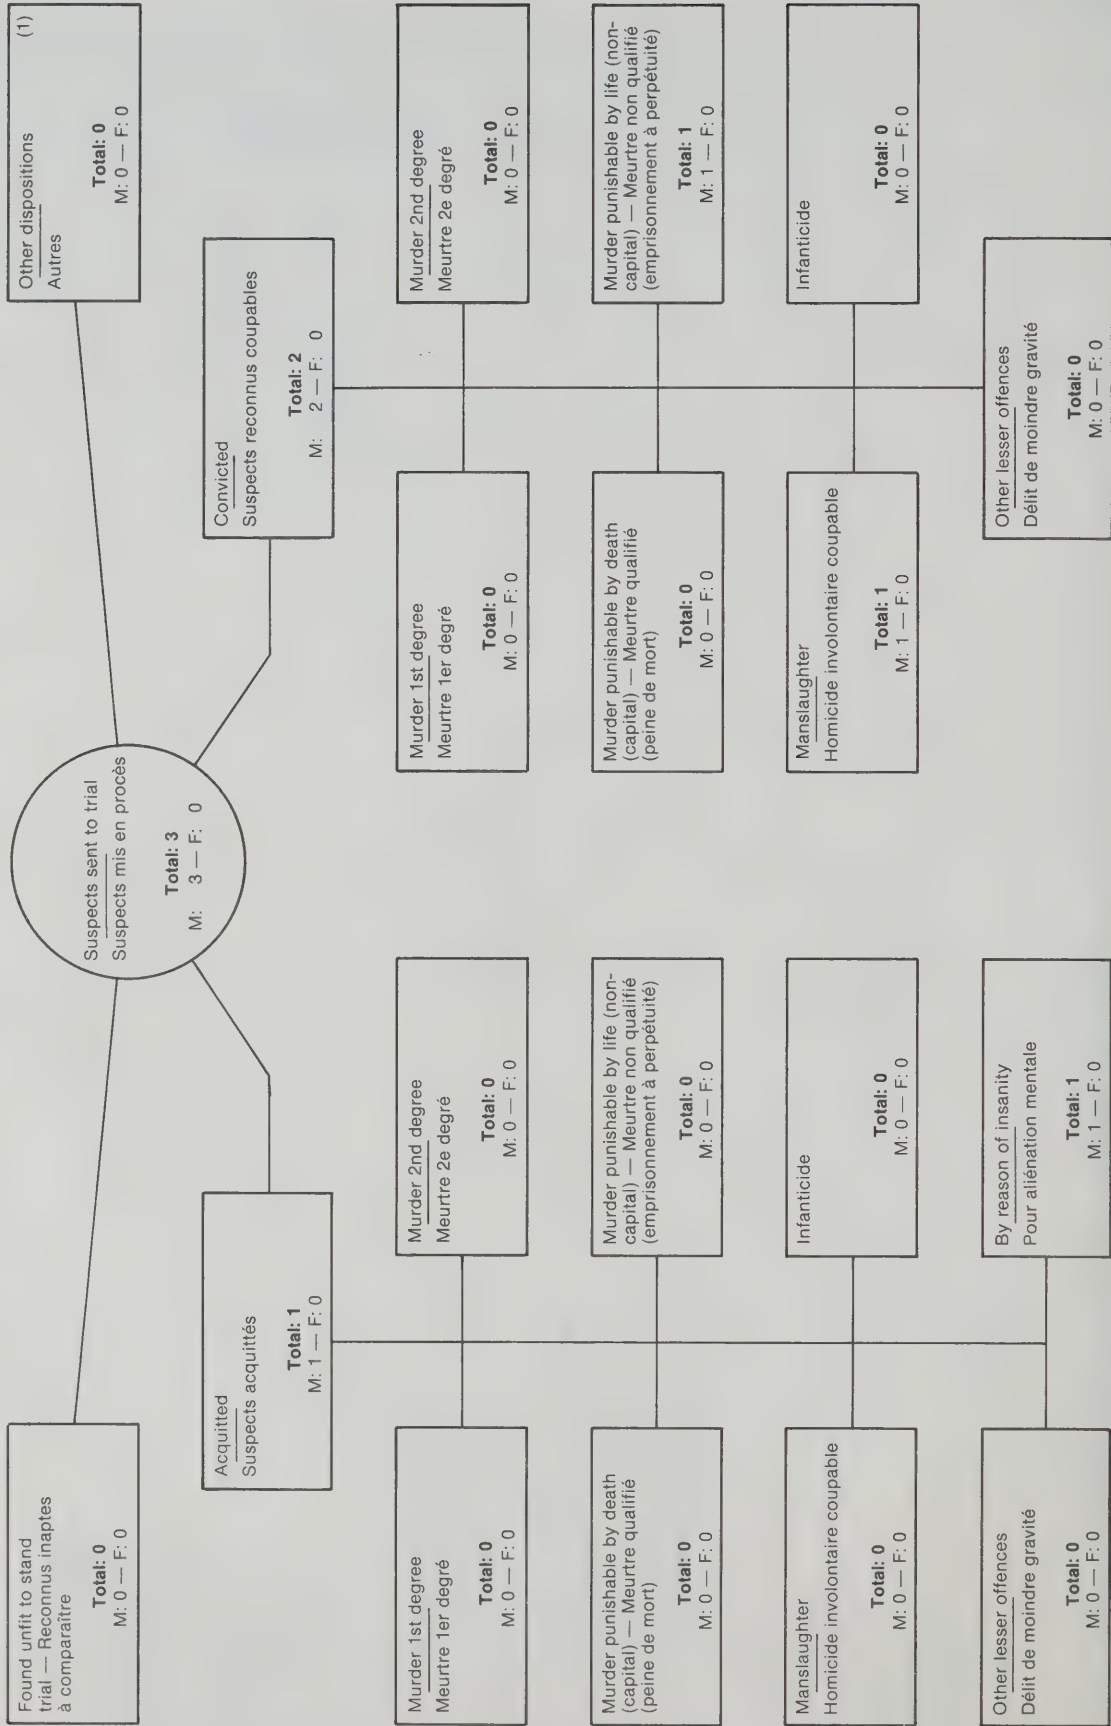 Suspects sent to trial
Suspects mis en procès
Total: 3
M: 3 — F: 0
Found unfit to stand
trial — Reconnus inaptes
à comparaître
Total: 0
M: 0 — F: 0
Other dispositions
(1)
Autres
Total: 0
M: 0 — F: 0
Acquitted
Suspects acquittés
Total: 1
M: 1 — F: 0
Murder 1st degree
Meurtre 1er degré
Total: 0
M: 0 — F: 0
Murder 2nd degree
Meurtre 2e degré
Total: 0
M: 0 — F: 0
Murder punishable by death
(capital) — Meurtre qualifié
(peine de mort)
Total: 0
M: 0 — F: 0
Murder punishable by life (non-
capital) — Meurtre non qualifié
(emprisonnement à perpétuité)
Total: 0
M: 0 — F: 0
Manslaughter
Homicide involontaire coupable
Total: 0
M: 0 — F: 0
Infanticide
Total: 0
M: 0 — F: 0
Other lesser offences
Délit de moindre gravité
Total: 0
M: 0 — F: 0
By reason of insanity
Pour aliénation mentale
Total: 1
M: 1 — F: 0
Convicted
Suspects reconnus coupables
Total: 2
M: 2 — F: 0
Murder 1st degree
Meurtre 1er degré
Total: 0
M: 0 — F: 0
Murder 2nd degree
Meurtre 2e degré
Total: 0
M: 0 — F: 0
Murder punishable by death
(capital) — Meurtre qualifié
(peine de mort)
Total: 0
M: 0 — F: 0
Murder punishable by life (non-
capital) — Meurtre non qualifié
(emprisonnement à perpétuité)
Total: 1
M: 1 — F: 0
Manslaughter
Homicide involontaire coupable
Total: 1
M: 1 — F: 0
Infanticide
Total: 0
M: 0 — F: 0
Other lesser offences
Délit de moindre gravité
Total: 0
M: 0 — F: 0